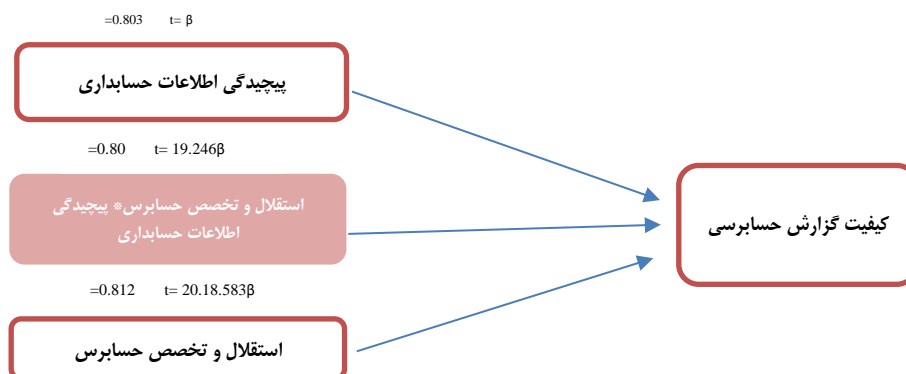 =0.803 t= β
پیچیدگی اطلاعات حسابداری
=0.80 t= 19.246β
استقلال و تخصص حسابرس* پیچیدگی
اطلاعات حسابداری
کیفیت گزارش حسابرسی
=0.812 t= 20.18.583β
استقلال و تخصص حسابرس